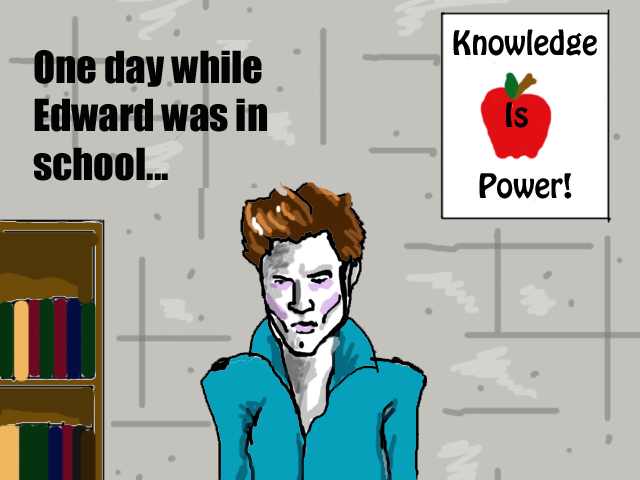 One day while
Edward was in
school...
Knowledge
Is
Power!